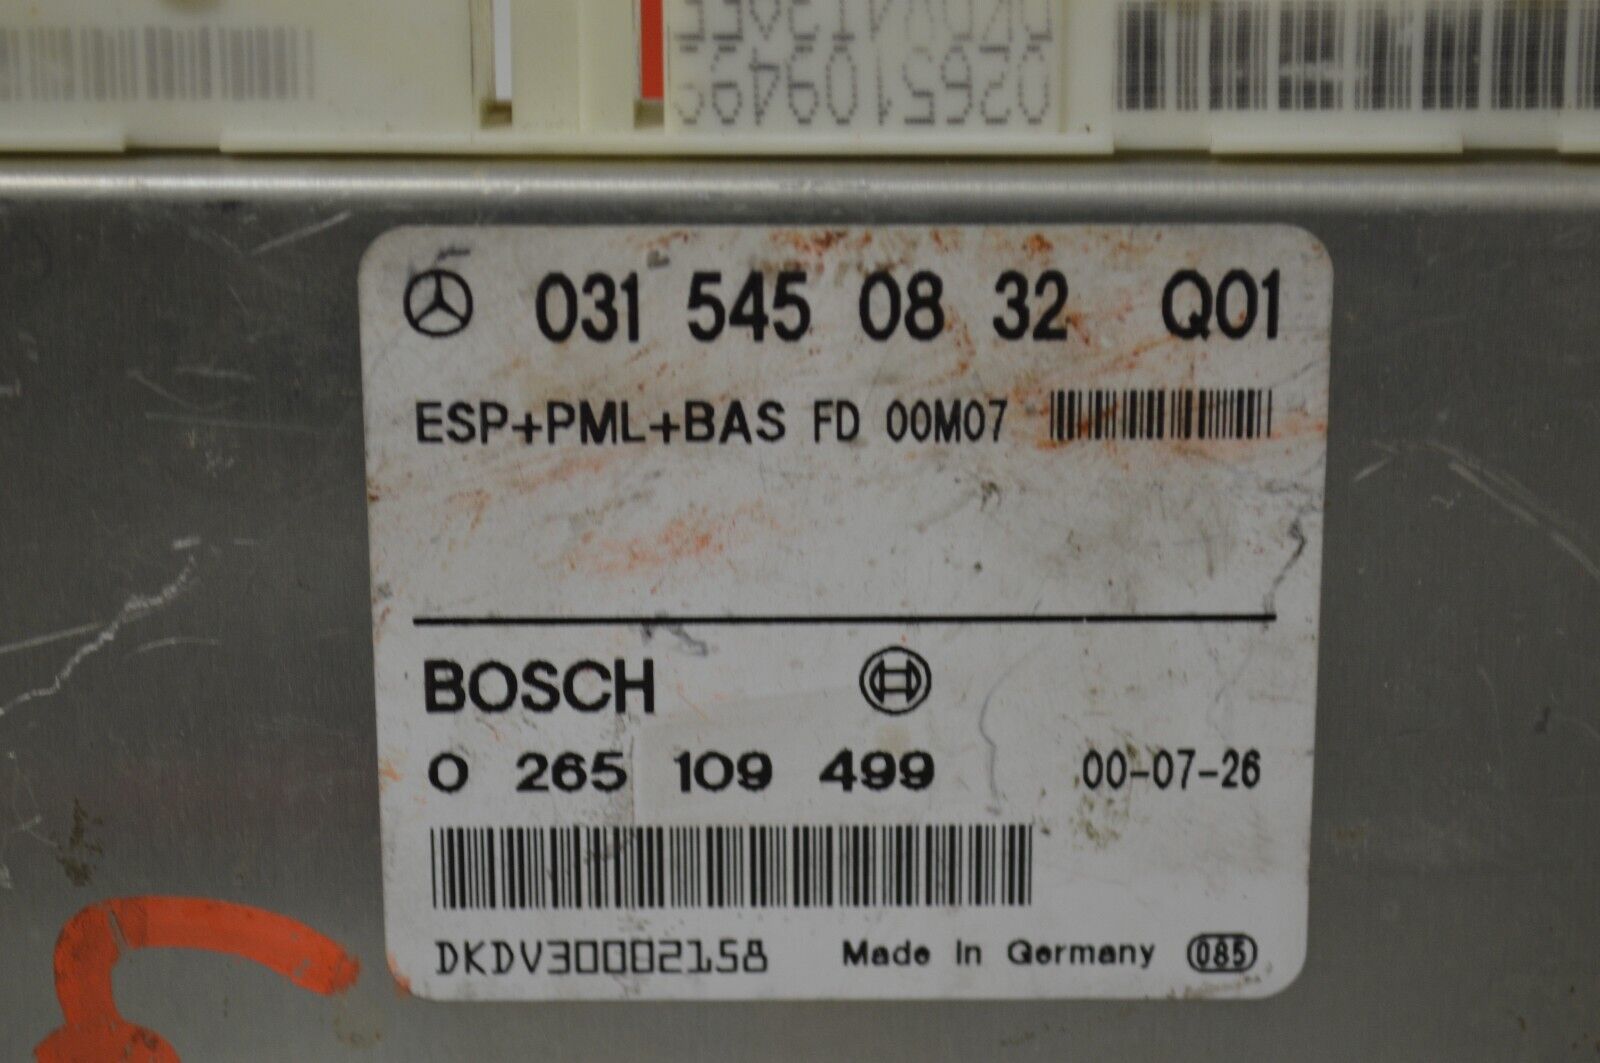 031 545 08 32 Q01
ESP+PML+BAS FD 00M07
BOSCH
0 265 109 499 00-07-26
DKDV30002158 Made in Germany 085